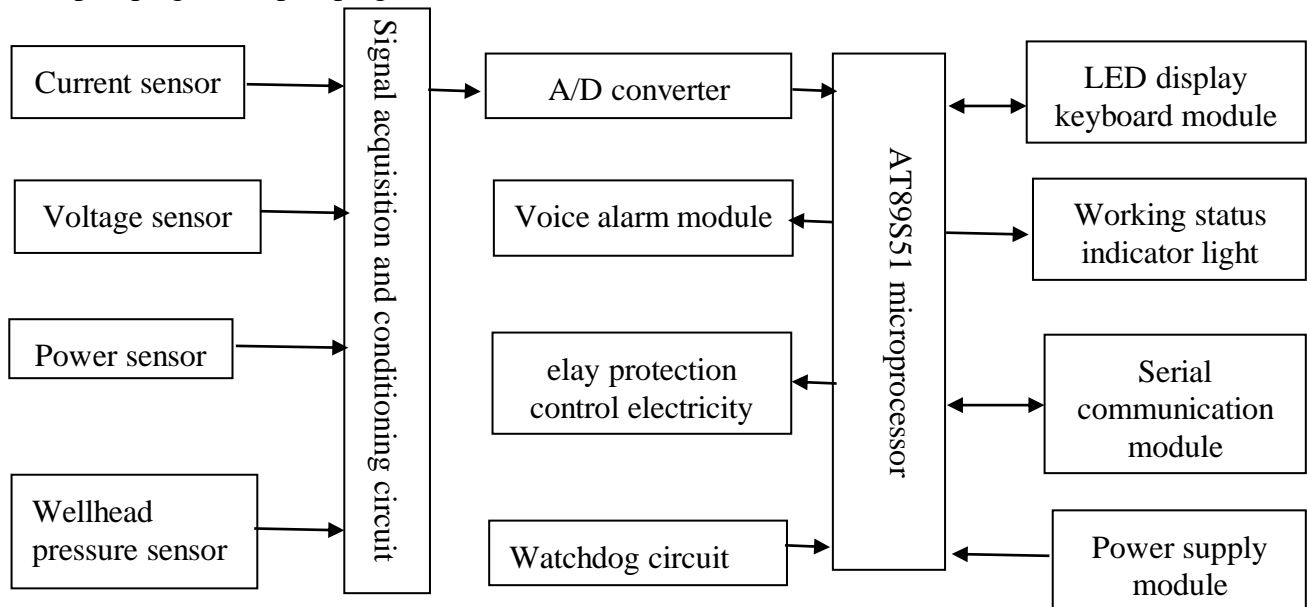 Current sensor
Voltage sensor
Power sensor
Wellhead
pressure sensor
Signal acquisition and conditioning circuit
A/D converter
Voice alarm module
elay protection
control electricity
Watchdog circuit
AT89S51 microprocessor
LED display
keyboard module
Working status
indicator light
Serial
communication
module
Power supply
module